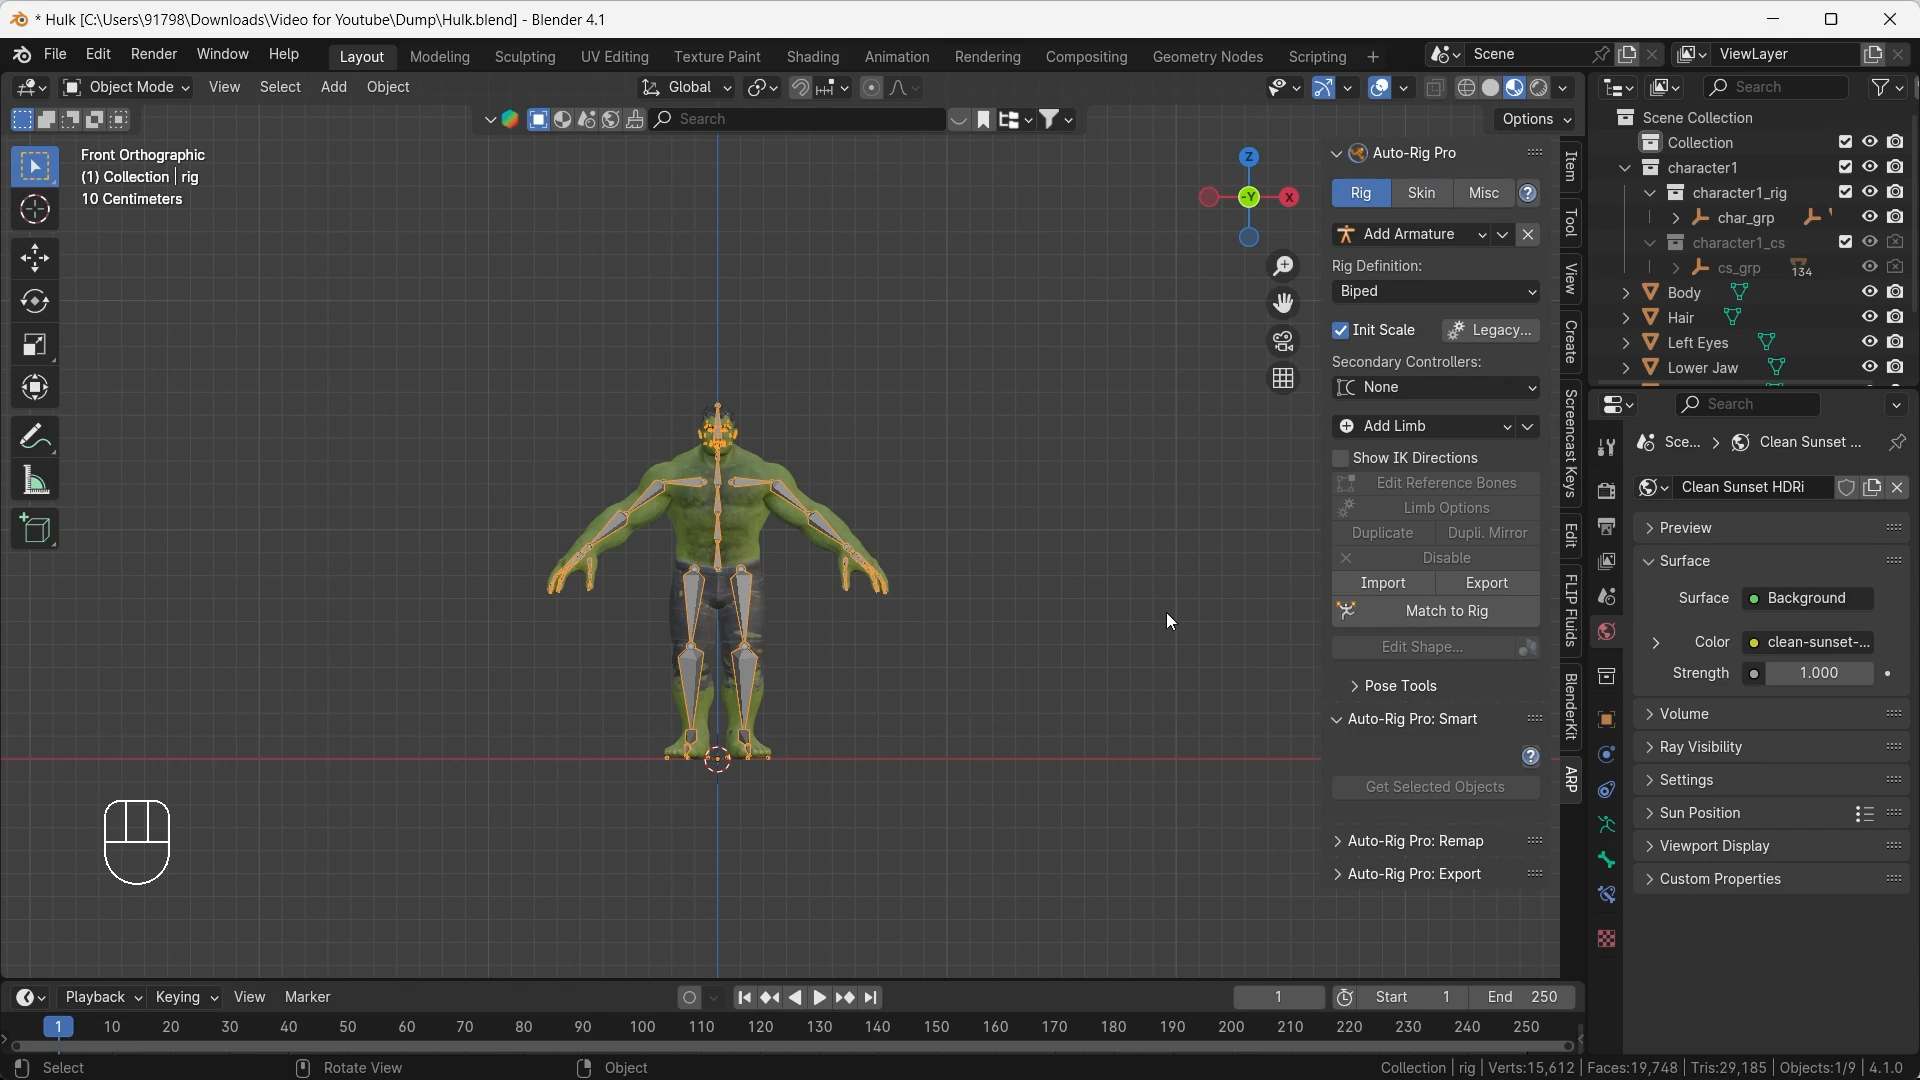 * Hulk [C:\Users\91798\Downloads\Video for Youtube\Dump\Hulk.blend] - Blender 4.1
File Edit Render Window Help
Layout Modeling Sculpting UV Editing Texture Paint Shading Animation Rendering Compositing Geometry Nodes Scripting +
Scene
ViewLayer
Object Mode View Select Add Object
Global
Search
Search
Options
Front Orthographic
(1) Collection | rig
10 Centimeters
Z
-Y
X
Auto-Rig Pro
Rig Skin Misc ?
Add Armature
Rig Definition:
Biped
Init Scale Legacy...
Secondary Controllers:
None
Add Limb
Show IK Directions
Edit Reference Bones
Limb Options
Duplicate Dupli. Mirror
Disable
Import Export
Match to Rig
Edit Shape...
Pose Tools
Auto-Rig Pro: Smart
?
Get Selected Objects
Auto-Rig Pro: Remap
Auto-Rig Pro: Export
Item
Tool
View
Create
Screencast Keys
Edit
FLIP Fluids
BlenderKit
ARP
Scene Collection
Collection
character1
character1_rig
char_grp
character1_cs
cs_grp 134
Body
Hair
Left Eyes
Lower Jaw
Search
Sce... > Clean Sunset ...
Clean Sunset HDRi
Preview
Surface
Surface Background
Color clean-sunset-...
Strength 1.000
Volume
Ray Visibility
Settings
Sun Position
Viewport Display
Custom Properties
Playback Keying View Marker
1 Start 1 End 250
1 10 20 30 40 50 60 70 80 90 100 110 120 130 140 150 160 170 180 190 200 210 220 230 240 250
Select Rotate View Object
Collection | rig | Verts:15,612 | Faces:19,748 | Tris:29,185 | Objects:1/9 | 4.1.0